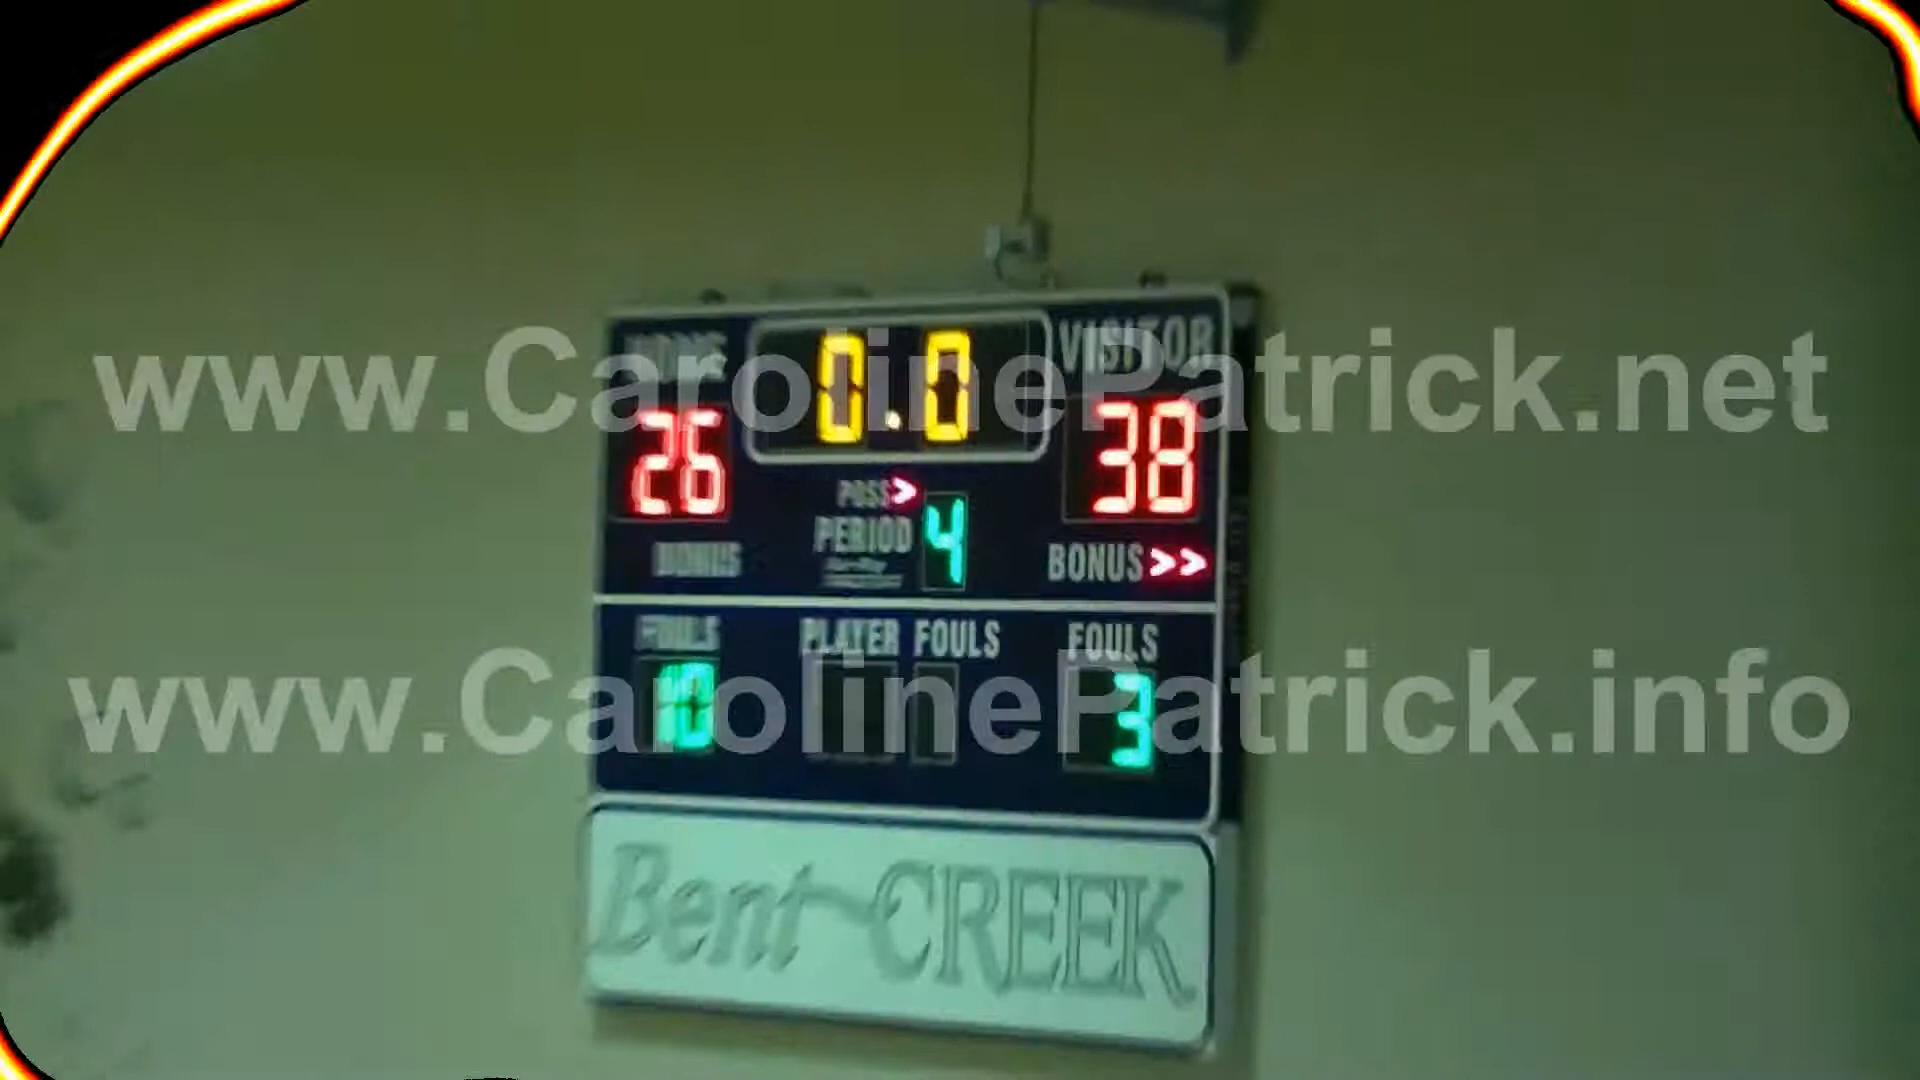 HOME 0.0 VISITOR
www.CarolinePatrick.net
26 38
POSS >
PERIOD 4
BONUS BONUS >>
FOULS PLAYER FOULS FOULS
www.CarolinePatrick.info
10 3
Bent CREEK